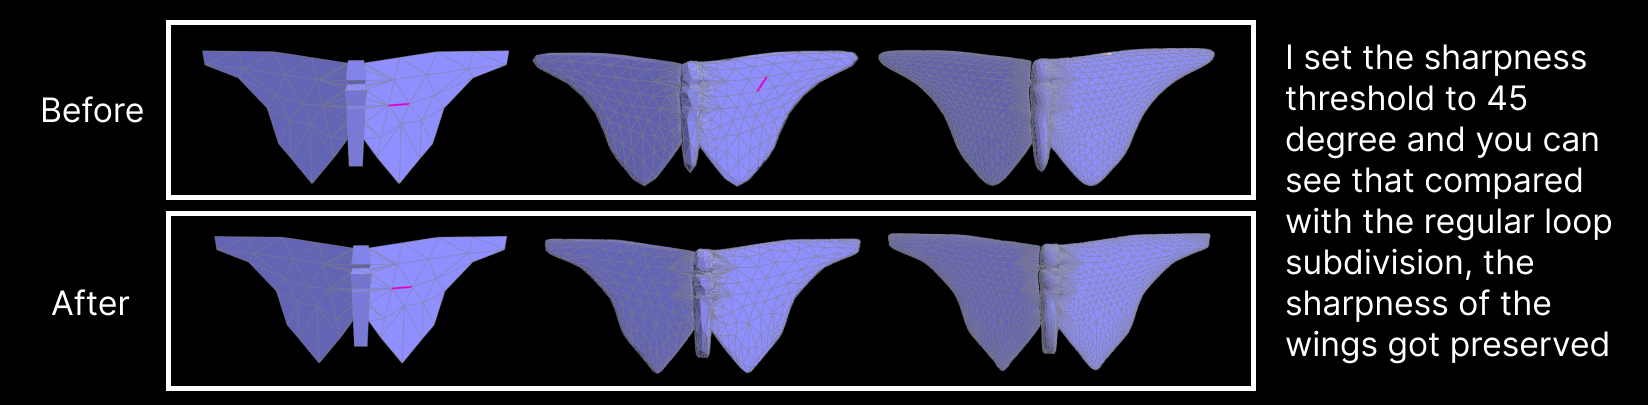 Before
After
I set the sharpness
threshold to 45
degree and you can
see that compared
with the regular loop
subdivision, the
sharpness of the
wings got preserved